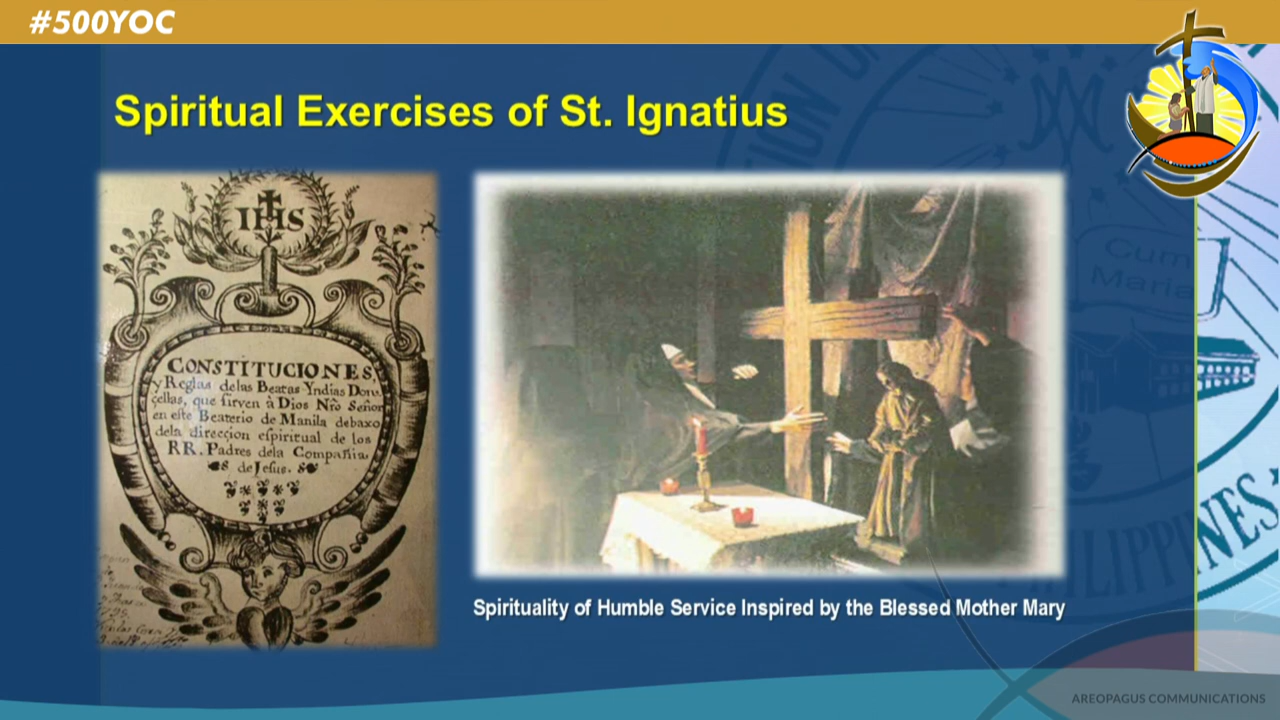 #500YOC
Spiritual Exercises of St. Ignatius
IHS
CONSTITUCIONES,
y Reglas delas Beatas Yndias Don
cellas, que sirven à Dios Nrō Señor
en este Beaterio de Manila debaxo
dela direccion espiritual de los
RR. Padres dela Compañia
de Jesus.
Spirituality of Humble Service Inspired by the Blessed Mother Mary
Cum
Maria
PHILIPPINES
AREOPAGUS COMMUNICATIONS